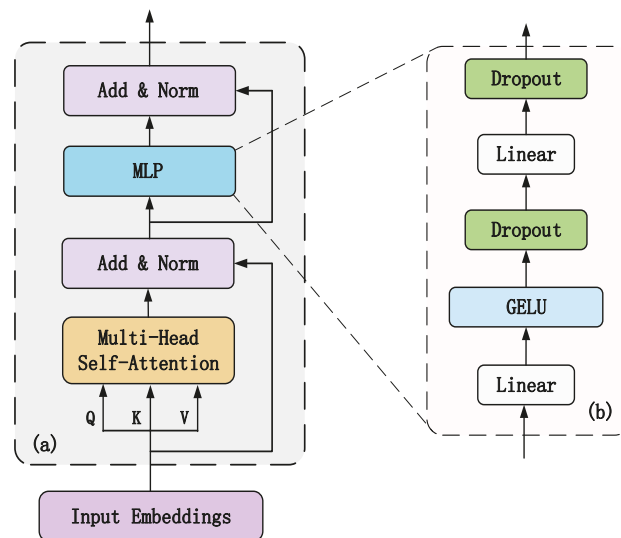 Add & Norm
MLP
Add & Norm
Multi-Head
Self-Attention
Q K V
(a)
Input Embeddings
Dropout
Linear
Dropout
GELU
Linear
(b)